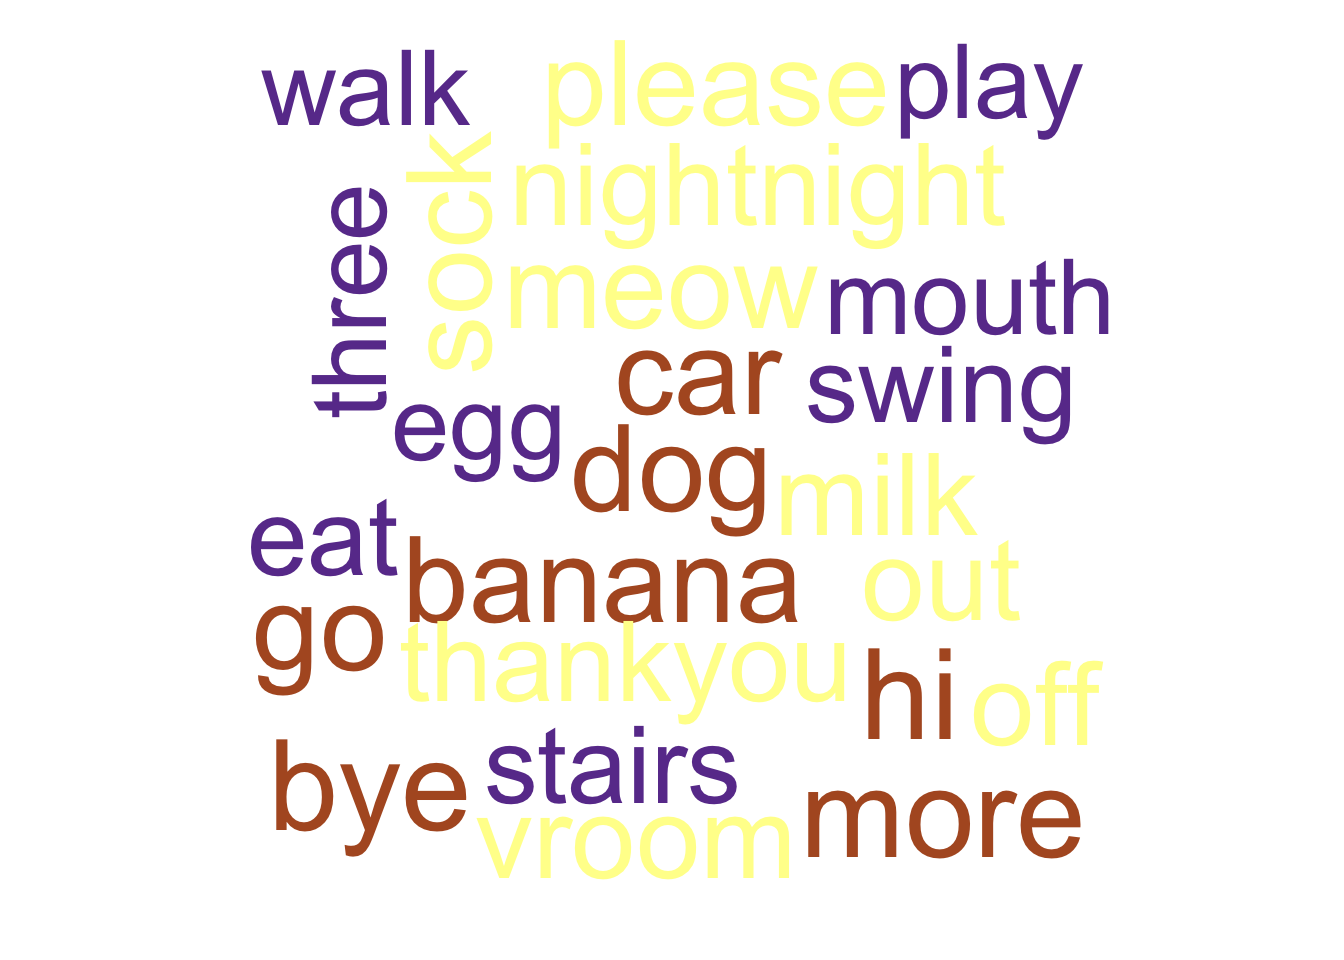 walk please play
sock
nightnight
three
meow mouth
car swing
egg
dog milk
eat
banana out
go
thankyou
hi off
bye stairs
vroom more